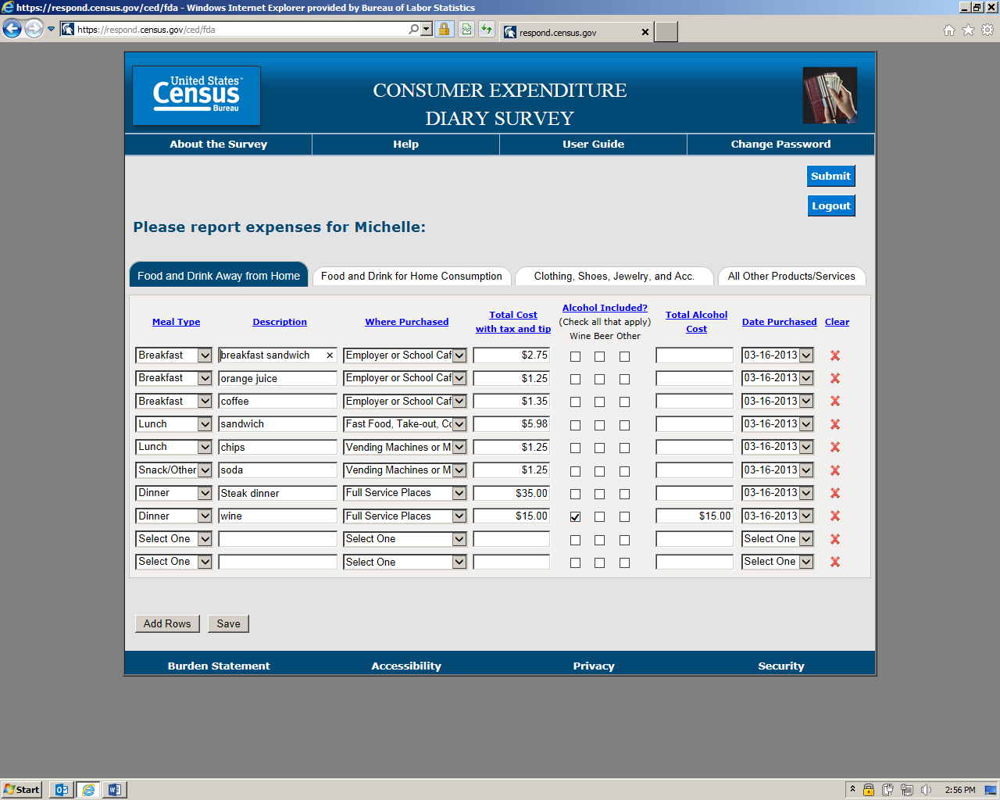 https://respond.census.gov/ced/fda - Windows Internet Explorer provided by Bureau of Labor Statistics
https://respond.census.gov/ced/fda
respond.census.gov
United States™
Census
Bureau
CONSUMER EXPENDITURE
DIARY SURVEY
About the Survey Help User Guide Change Password
Submit
Logout
Please report expenses for Michelle:
Food and Drink Away from Home Food and Drink for Home Consumption Clothing, Shoes, Jewelry, and Acc. All Other Products/Services
Meal Type Description Where Purchased Total Cost with tax and tip Alcohol Included? (Check all that apply) Wine Beer Other Total Alcohol Cost Date Purchased Clear
Breakfast breakfast sandwich Employer or School Caf $2.75 03-16-2013
Breakfast orange juice Employer or School Caf $1.25 03-16-2013
Breakfast coffee Employer or School Caf $1.35 03-16-2013
Lunch sandwich Fast Food, Take-out, Co $5.98 03-16-2013
Lunch chips Vending Machines or M $1.25 03-16-2013
Snack/Other soda Vending Machines or M $1.25 03-16-2013
Dinner Steak dinner Full Service Places $35.00 03-16-2013
Dinner wine Full Service Places $15.00 $15.00 03-16-2013
Select One Select One Select One
Select One Select One Select One
Add Rows Save
Burden Statement Accessibility Privacy Security
Start 2:56 PM